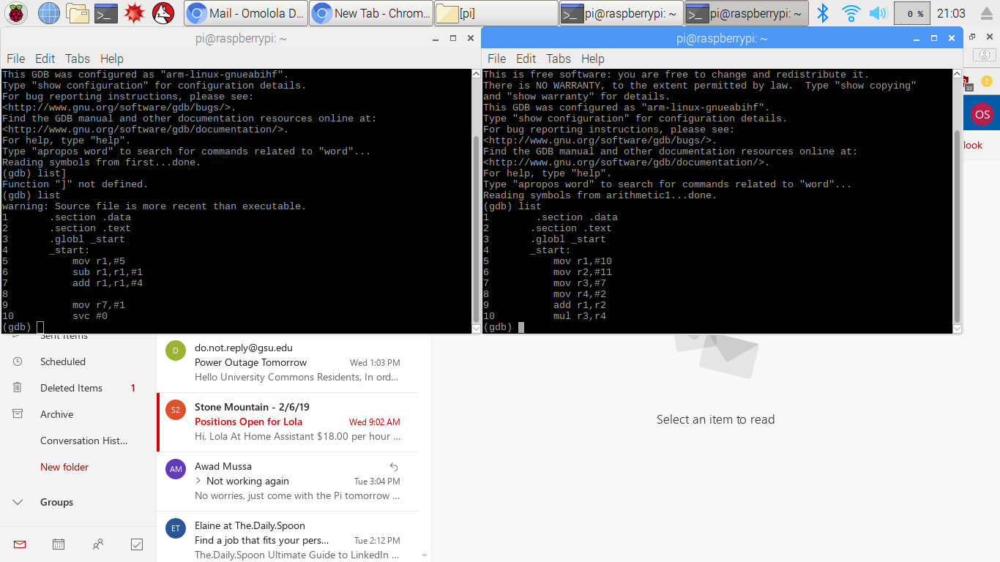 Mail - Omolola D...
New Tab - Chrom...
[pi]
pi@raspberrypi: ~
pi@raspberrypi: ~
0 %
21:03
pi@raspberrypi: ~
File Edit Tabs Help
This GDB was configured as "arm-linux-gnueabihf".
Type "show configuration" for configuration details.
For bug reporting instructions, please see:
<http://www.gnu.org/software/gdb/bugs/>.
Find the GDB manual and other documentation resources online at:
<http://www.gnu.org/software/gdb/documentation/>.
For help, type "help".
Type "apropos word" to search for commands related to "word"...
Reading symbols from first...done.
(gdb) list]
Function "]" not defined.
(gdb) list
warning: Source file is more recent than executable.
1       .section .data
2       .section .text
3       .globl _start
4       _start:
5           mov r1,#5
6           sub r1,r1,#1
7           add r1,r1,#4
8
9           mov r7,#1
10          svc #0
(gdb)
pi@raspberrypi: ~
File Edit Tabs Help
This is free software: you are free to change and redistribute it.
There is NO WARRANTY, to the extent permitted by law.  Type "show copying"
and "show warranty" for details.
This GDB was configured as "arm-linux-gnueabihf".
Type "show configuration" for configuration details.
For bug reporting instructions, please see:
<http://www.gnu.org/software/gdb/bugs/>.
Find the GDB manual and other documentation resources online at:
<http://www.gnu.org/software/gdb/documentation/>.
For help, type "help".
Type "apropos word" to search for commands related to "word"...
Reading symbols from arithmetic1...done.
(gdb) list
1        .section .data
2       .section .text
3       .globl _start
4       _start:
5           mov r1,#10
6           mov r2,#11
7           mov r3,#7
8           mov r4,#2
9           add r1,r2
10          mul r3,r4
(gdb)
32
OS
look
Sent Items
Scheduled
Deleted Items 1
Archive
Conversation Hist...
New folder
Groups
D
do.not.reply@gsu.edu
Power Outage Tomorrow Wed 1:03 PM
Hello University Commons Residents, In ord...
S2
Stone Mountain - 2/6/19
Positions Open for Lola Wed 9:02 AM
Hi, Lola At Home Assistant $18.00 per hour ...
AM
Awad Mussa
> Not working again Tue 3:04 PM
No worries, just come with the Pi tomorrow ...
ET
Elaine at The.Daily.Spoon
Find a job that fits your pers... Tue 2:12 PM
The.Daily.Spoon Ultimate Guide to LinkedIn ...
Select an item to read